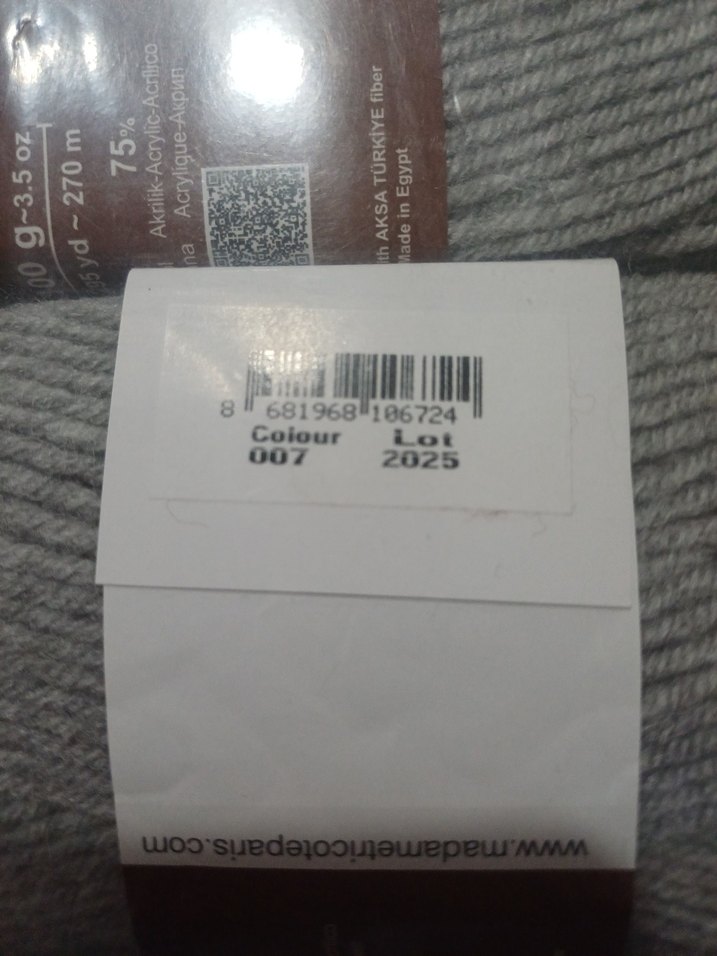 g~3.5 oz
yd ~ 270 m
75%
Akrilik-Acrylic-Acrílico
Acrylique-Акрил
AKSA TÜRKİYE fiber
Made in Egypt
8 681968 106724
Colour Lot
007 2025
www.madametricoteparis.com